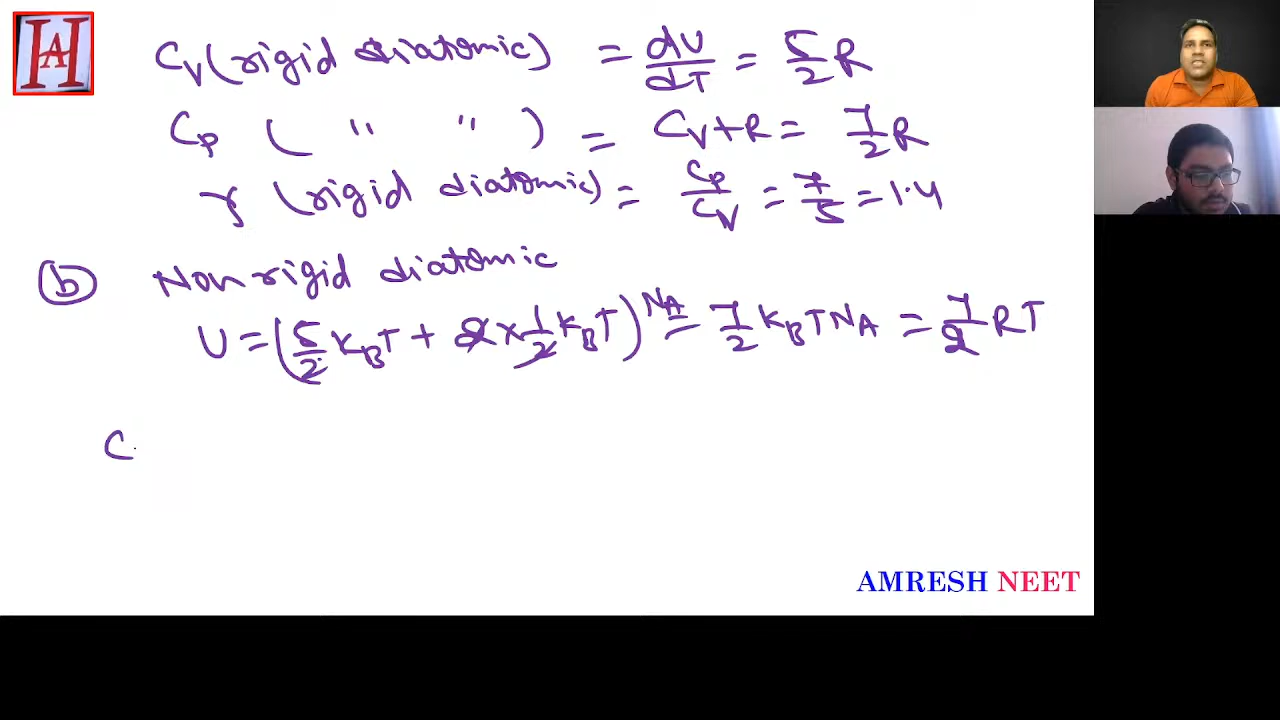 HA
Cv (rigid diatomic) = dU/dT = 5/2 R
Cp ( " " ) = Cv + R = 7/2 R
γ (rigid diatomic) = Cp/Cv = 7/5 = 1.4
(b) Non rigid diatomic
U = (5/2 KBT + 2 × 1/2 KBT) NA = 7/2 KBT NA = 7/2 RT
C
AMRESH NEET